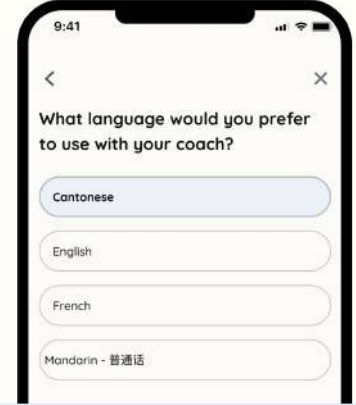 9:41
What language would you prefer
to use with your coach?
Cantonese
English
French
Mandarin - 普通话